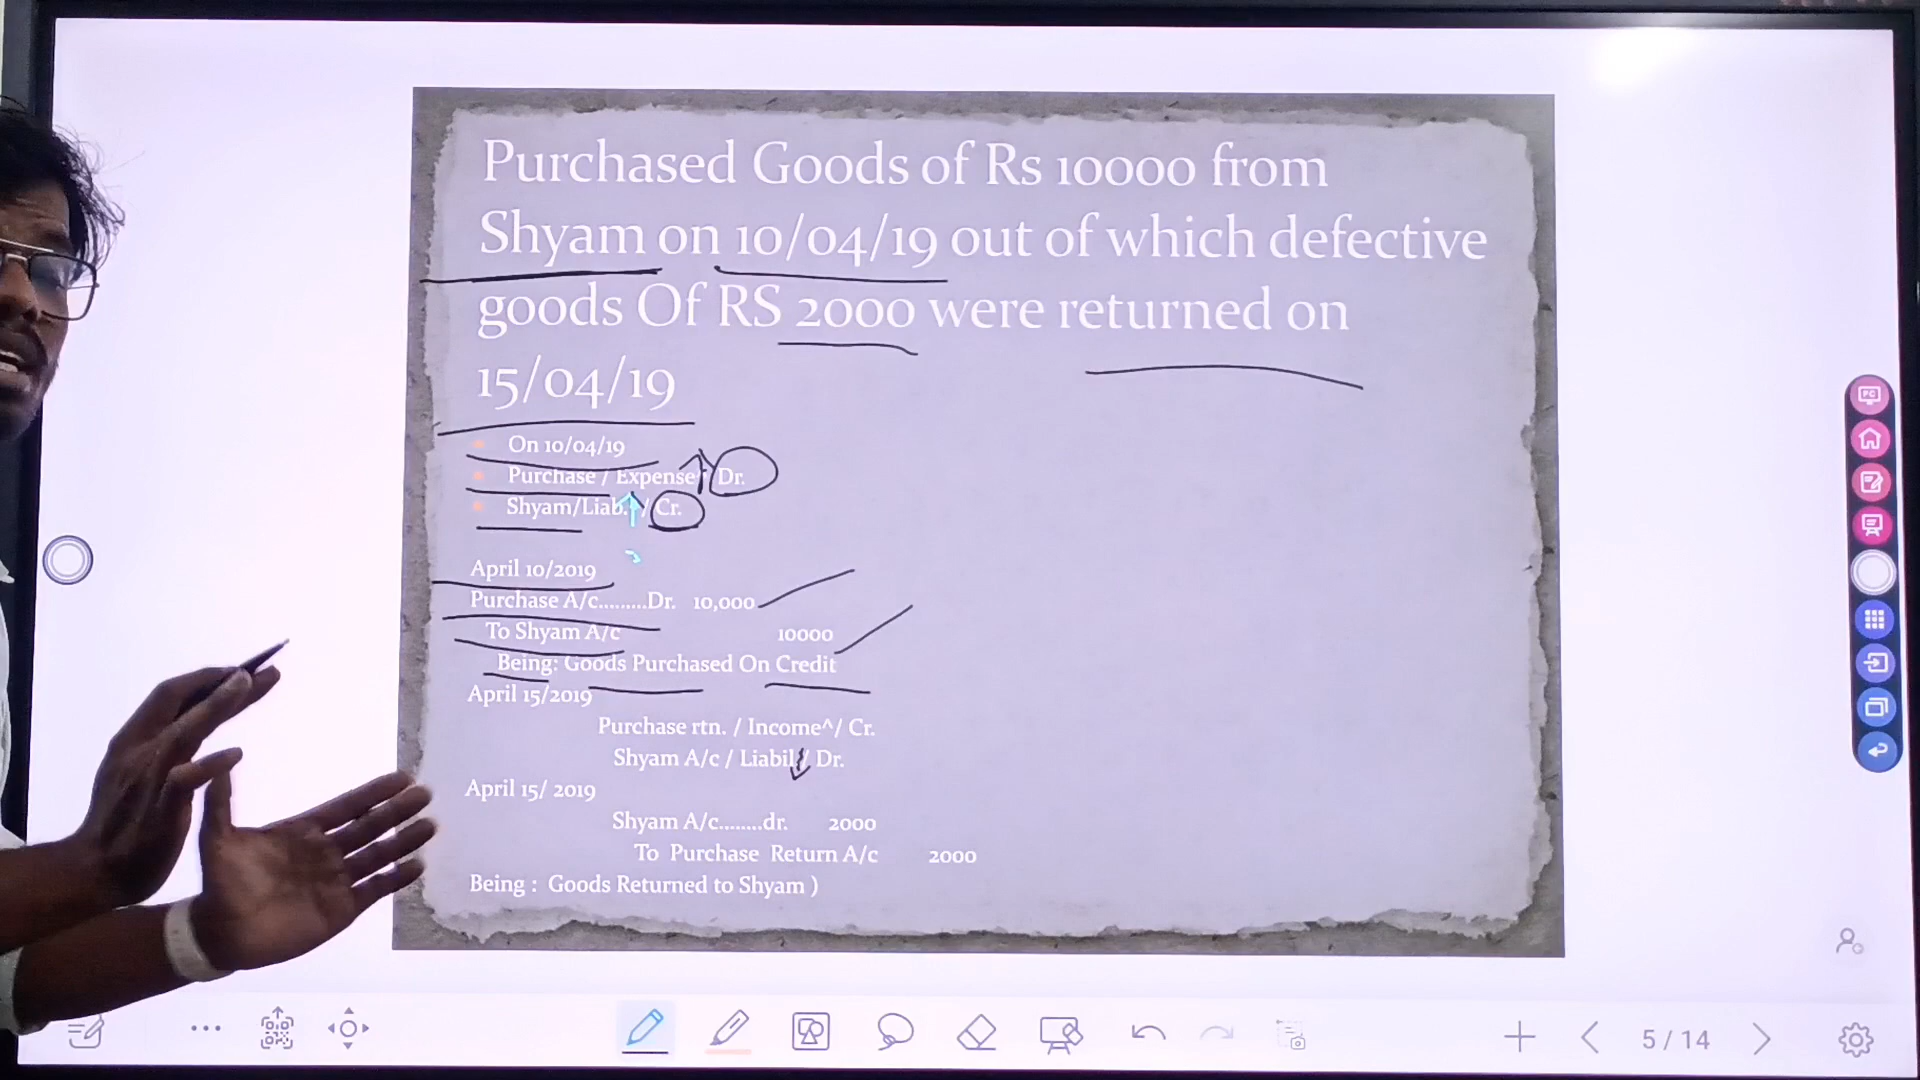 Purchased Goods of Rs 10000 from
Shyam on 10/04/19 out of which defective
goods Of RS 2000 were returned on
15/04/19
On 10/04/19
Purchase / Expense / Dr.
Shyam/Liab. / Cr.
April 10/2019
Purchase A/c.........Dr. 10,000
To Shyam A/c 10000
Being: Goods Purchased On Credit
April 15/2019
Purchase rtn. / Income^/ Cr.
Shyam A/c / Liabil / Dr.
April 15/ 2019
Shyam A/c........dr. 2000
To Purchase Return A/c 2000
Being : Goods Returned to Shyam )
5 / 14
PC